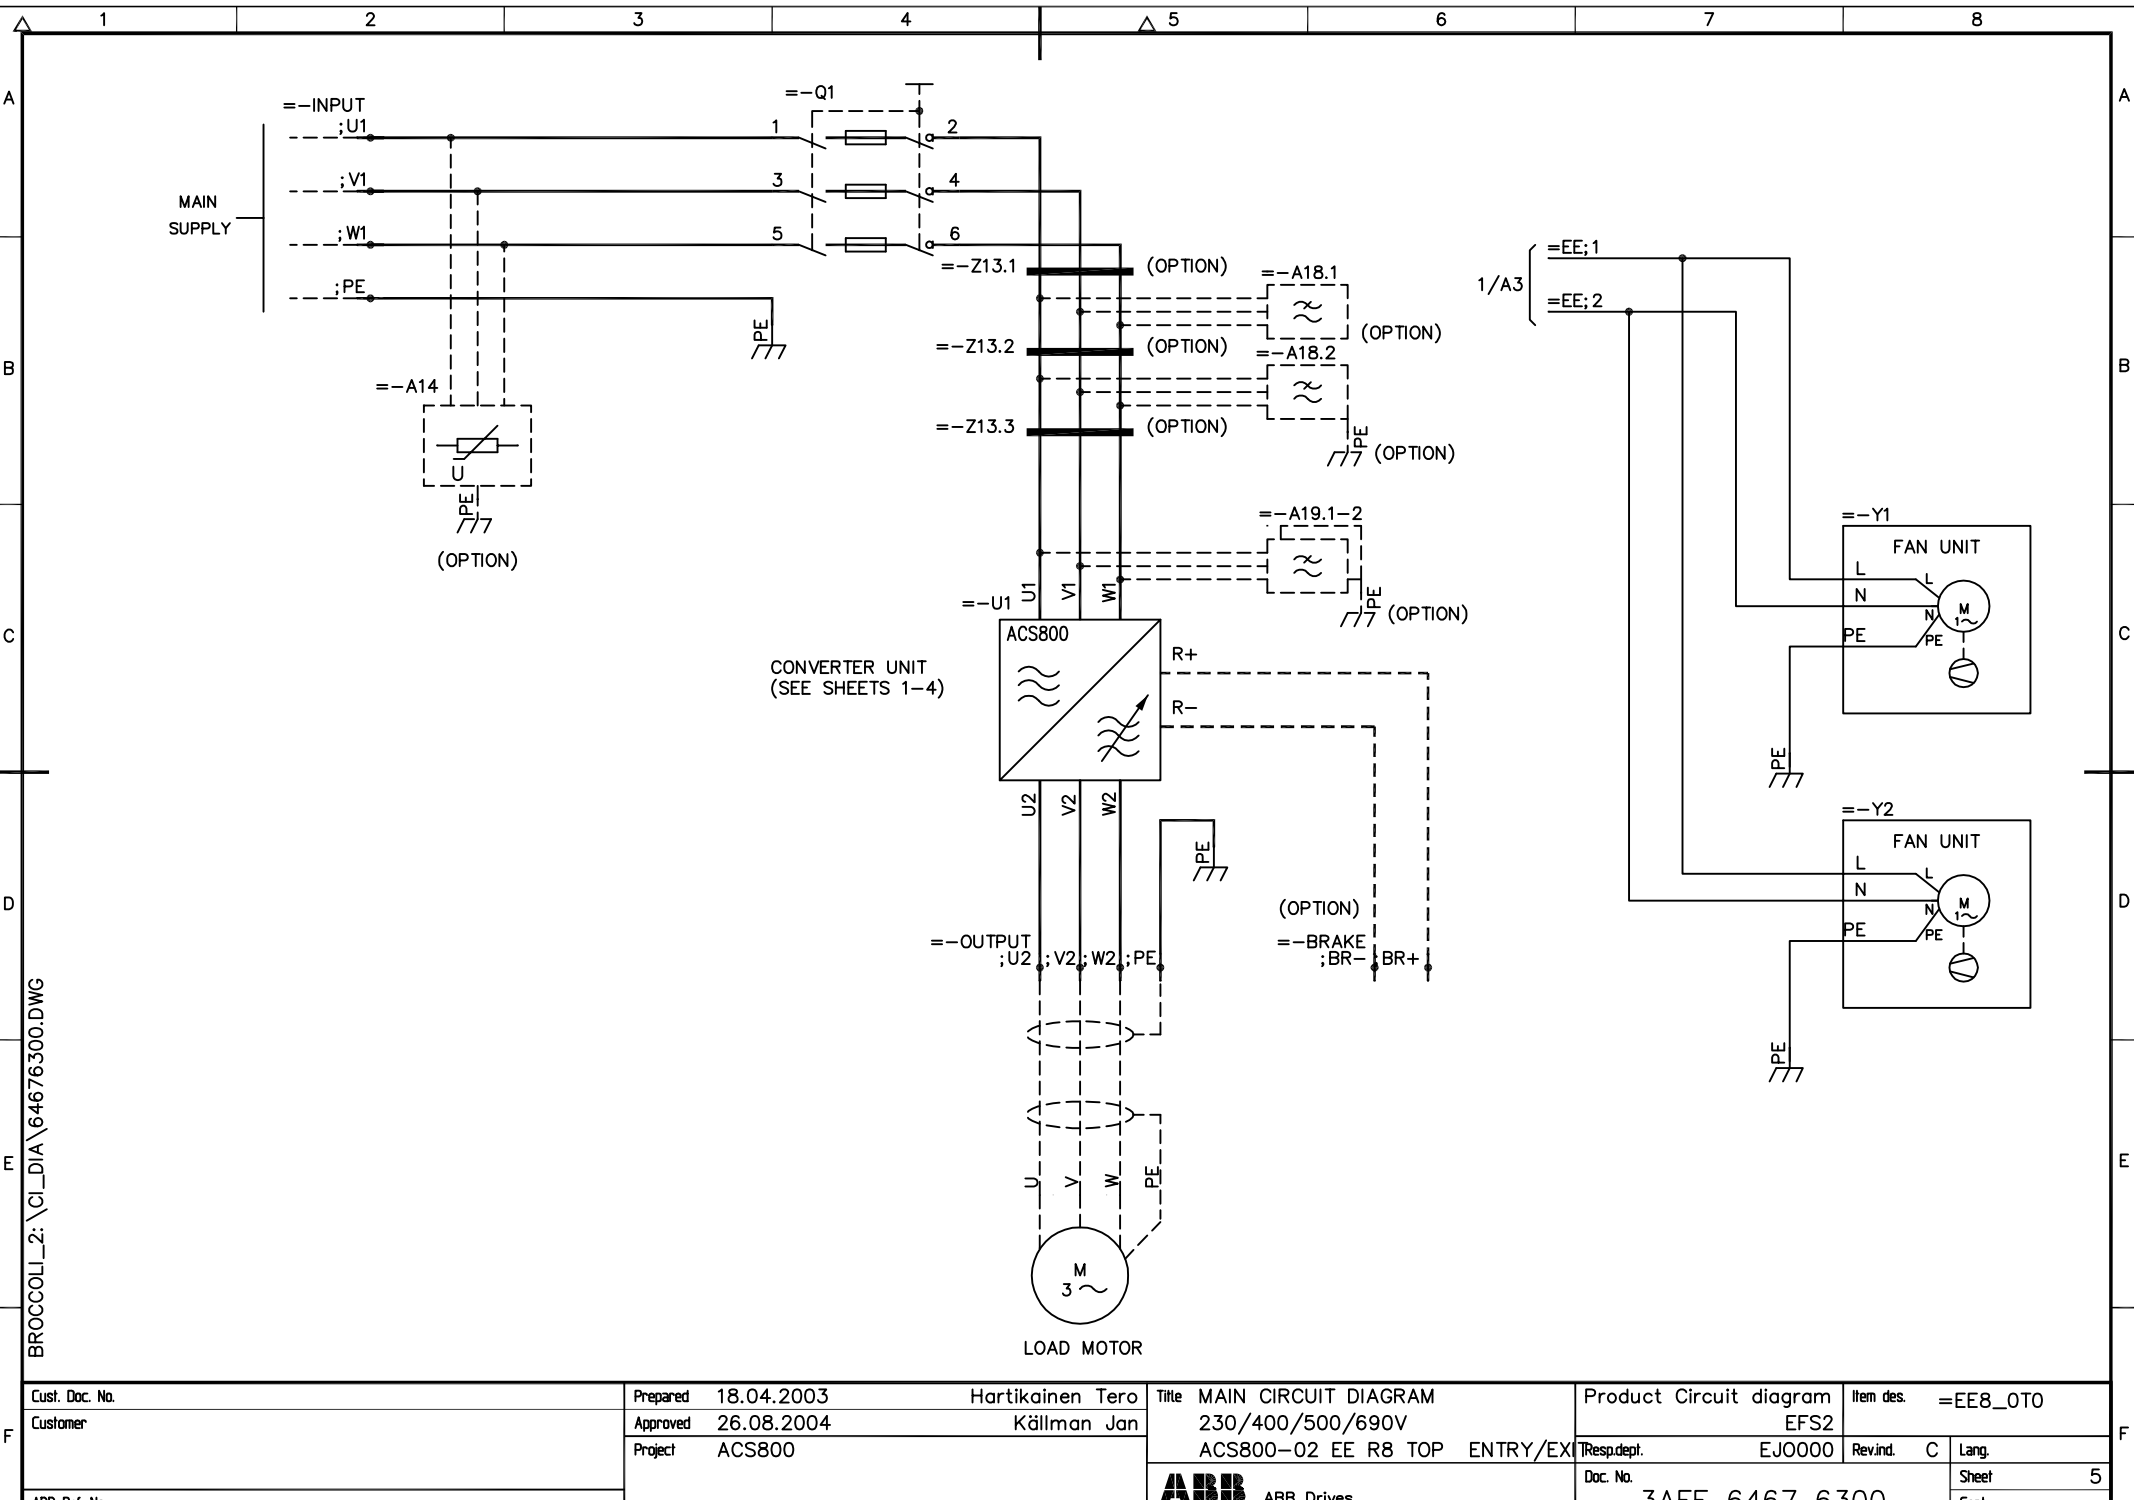 1 2 3 4 5 6 7 8
A A
=-INPUT
;U1
;V1
;W1
;PE
MAIN
SUPPLY
=-Q1
1 2
3 4
5 6
PE
=-A14
U
PE
(OPTION)
=-Z13.1 (OPTION)
=-A18.1
(OPTION)
=-Z13.2 (OPTION)
=-A18.2
=-Z13.3 (OPTION)
PE
(OPTION)
=-A19.1-2
PE
(OPTION)
B B
1/A3
=EE;1
=EE;2
=-Y1
FAN UNIT
L L
N N
PE PE
M
1~
PE
C C
U1 V1 W1
=-U1
ACS800
CONVERTER UNIT
(SEE SHEETS 1-4)
R+
R-
U2 V2 W2
PE
=-Y2
FAN UNIT
L L
N N
PE PE
M
1~
PE
D D
=-OUTPUT
;U2 ;V2 ;W2 ;PE
(OPTION)
=-BRAKE
;BR- ;BR+
E E
U V W PE
M
3~
LOAD MOTOR
BROCCOLI_2:\CI_DIA\64676300.DWG
F F
Cust. Doc. No.
Customer
Prepared 18.04.2003 Hartikainen Tero
Approved 26.08.2004 Källman Jan
Project ACS800
Title MAIN CIRCUIT DIAGRAM
230/400/500/690V
ACS800-02 EE R8 TOP ENTRY/EXIT
Product Circuit diagram
EFS2
Item des. =EE8_0T0
Resp.dept. EJ0000
Rev.ind. C
Lang.
Doc. No.
3AFE 6467 6300
Sheet 5
ABB
ABB Drives